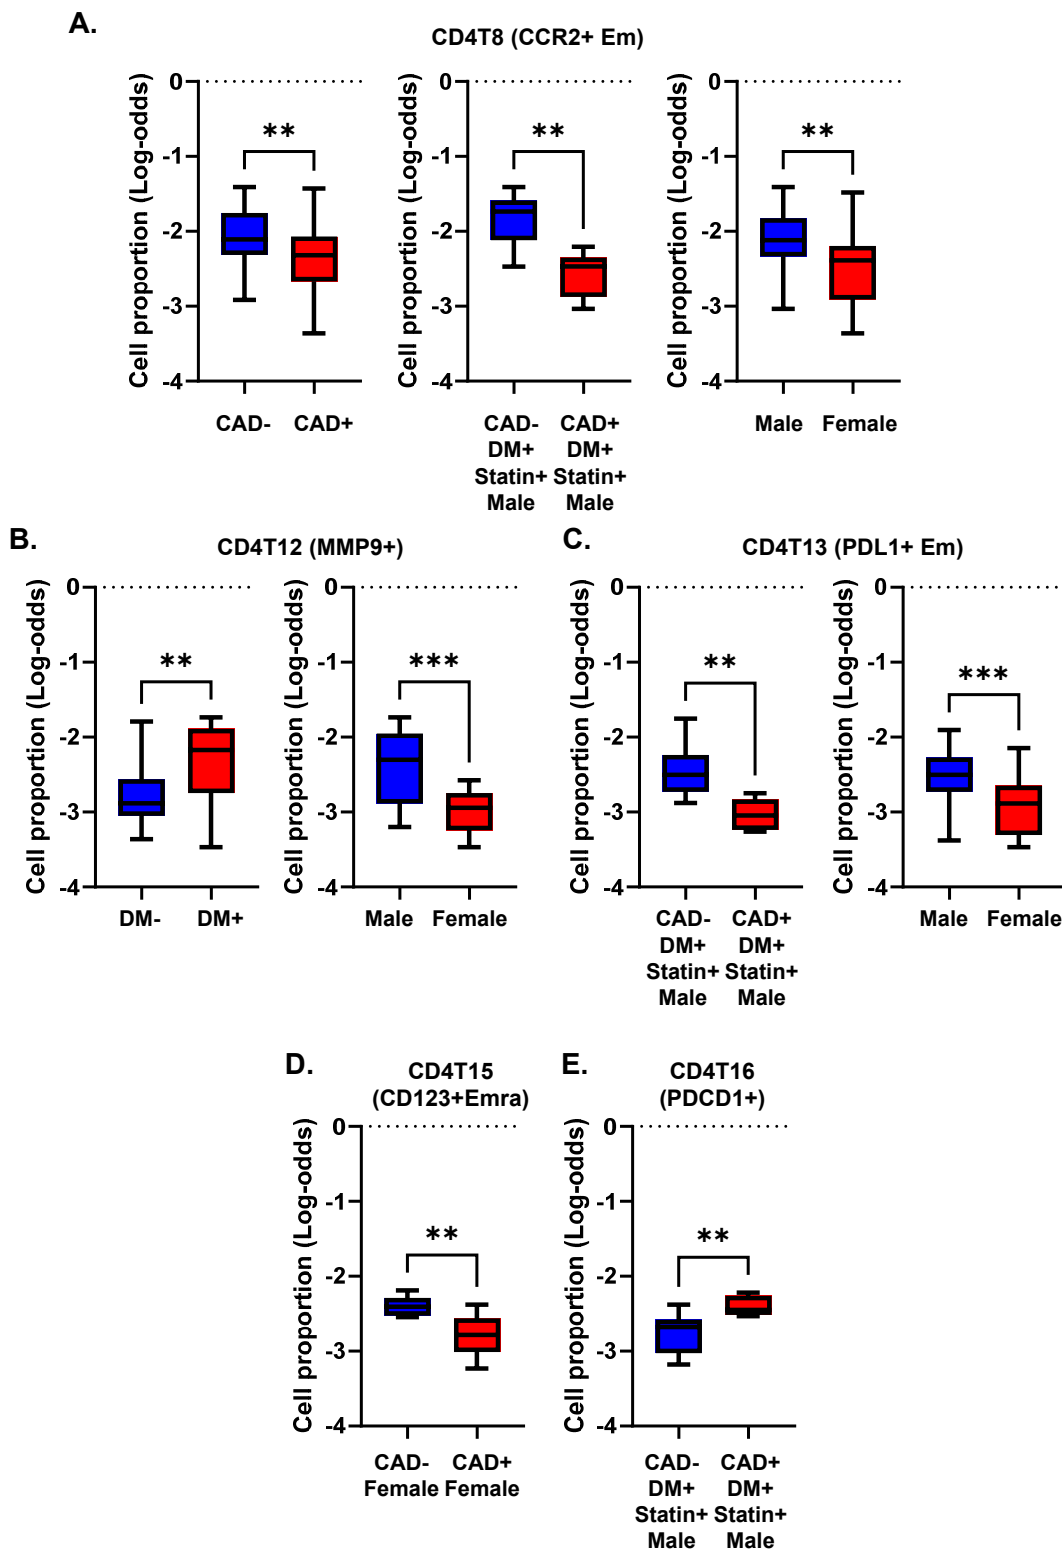 A.
CD4T8 (CCR2+ Em)
Cell proportion (Log-odds)
0
-1
-2
-3
-4
**
CAD- CAD+
Cell proportion (Log-odds)
0
-1
-2
-3
-4
**
CAD- CAD+
DM+ DM+
Statin+ Statin+
Male Male
Cell proportion (Log-odds)
0
-1
-2
-3
-4
**
Male Female
B.
CD4T12 (MMP9+)
Cell proportion (Log-odds)
0
-1
-2
-3
-4
**
DM- DM+
Cell proportion (Log-odds)
0
-1
-2
-3
-4
***
Male Female
C.
CD4T13 (PDL1+ Em)
Cell proportion (Log-odds)
0
-1
-2
-3
-4
**
CAD- CAD+
DM+ DM+
Statin+ Statin+
Male Male
Cell proportion (Log-odds)
0
-1
-2
-3
-4
***
Male Female
D.
CD4T15
(CD123+Emra)
Cell proportion (Log-odds)
0
-1
-2
-3
-4
**
CAD- CAD+
Female Female
E.
CD4T16
(PDCD1+)
Cell proportion (Log-odds)
0
-1
-2
-3
-4
**
CAD- CAD+
DM+ DM+
Statin+ Statin+
Male Male